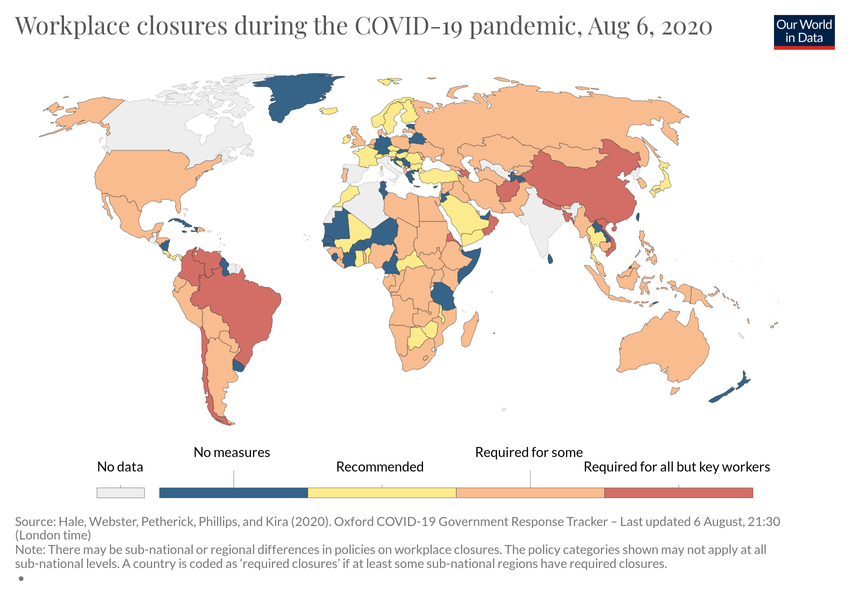 Workplace closures during the COVID-19 pandemic, Aug 6, 2020
Our World
in Data
No data
No measures
Recommended
Required for some
Required for all but key workers
Source: Hale, Webster, Petherick, Phillips, and Kira (2020). Oxford COVID-19 Government Response Tracker – Last updated 6 August, 21:30
(London time)
Note: There may be sub-national or regional differences in policies on workplace closures. The policy categories shown may not apply at all
sub-national levels. A country is coded as 'required closures' if at least some sub-national regions have required closures.
•